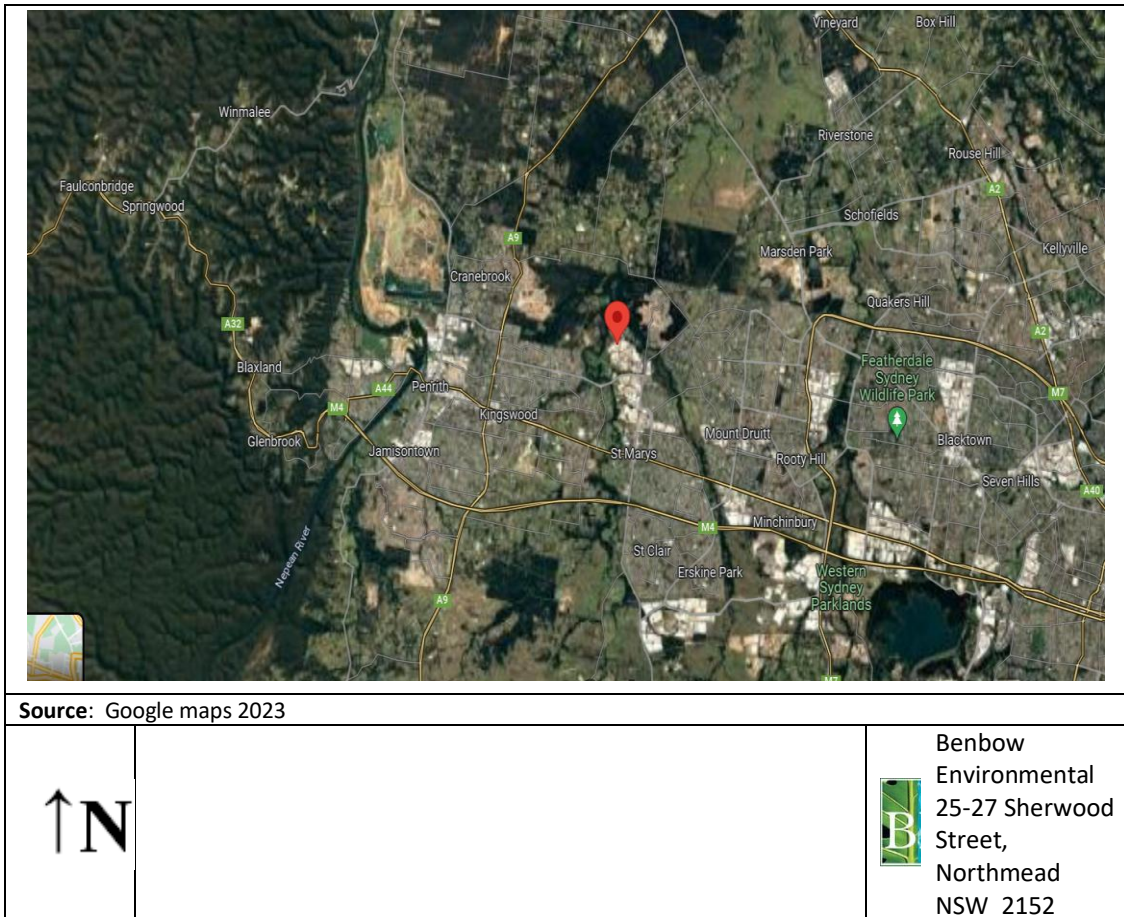 Vineyard
Box Hill
Winmalee
Riverstone
Rouse Hill
Faulconbridge
A2
Springwood
Schofields
A9
Marsden Park
Kellyville
Cranebrook
Quakers Hill
A32
A2
Blaxland
Featherdale
Sydney
Wildlife Park
A44
Penrith
M7
M4
Kingswood
Mount Druitt
Blacktown
Glenbrook
Jamisontown
St Marys
Rooty Hill
Seven Hills
A40
M4
Minchinbury
Nepean River
St Clair
Erskine Park
Western
Sydney
Parklands
A9
M7
Source: Google maps 2023
↑N
B
Benbow
Environmental
25-27 Sherwood
Street,
Northmead
NSW 2152